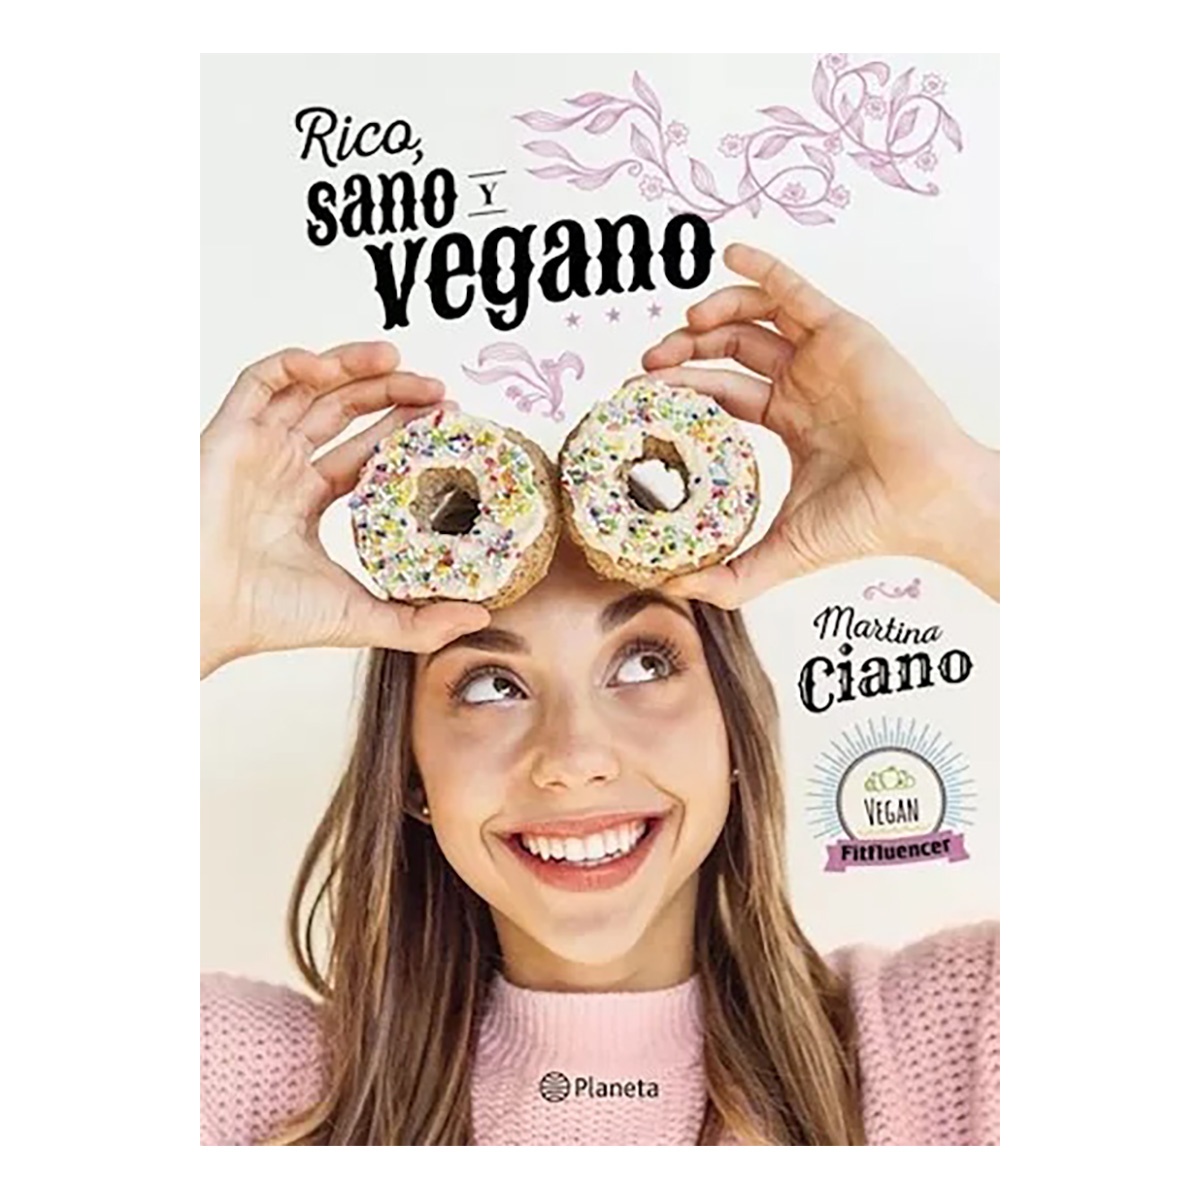 Rico,
sano Y
vegano
Martina
Ciano
VEGAN
Fitfluencer
Planeta